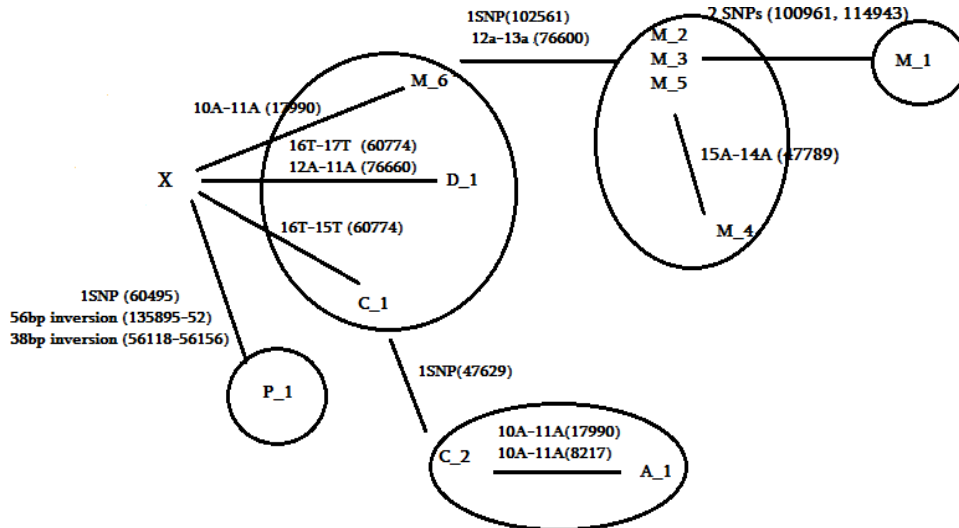 1SNP(102561)
12a-13a (76600)
2 SNPs (100961, 114943)
M_2
M_3
M_5
M_1
M_6
10A-11A (17990)
16T-17T (60774)
12A-11A (76660)
15A-14A (47789)
X
D_1
16T-15T (60774)
M_4
C_1
1SNP (60495)
56bp inversion (135895-52)
38bp inversion (56118-56156)
1SNP(47629)
P_1
10A-11A(17990)
10A-11A(8217)
C_2
A_1